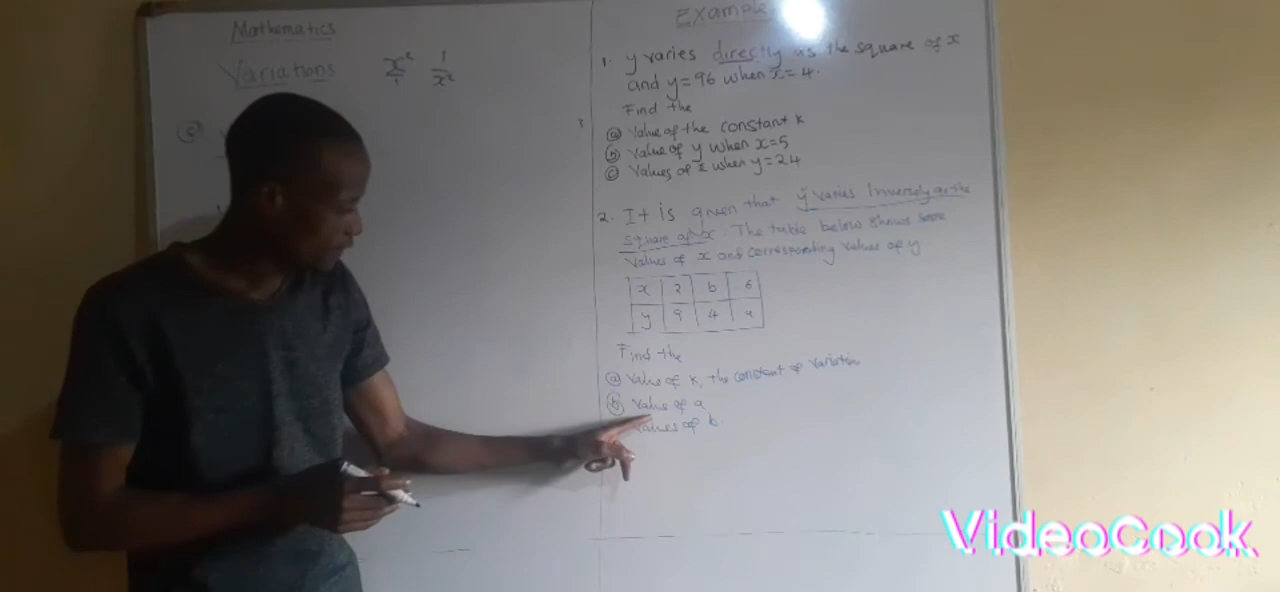 Mathematics
Variations
x²/1 1/x²
(c)
Example
1. y varies directly as the square of x
and y = 96 when x = 4.
Find the
(a) Value of the constant k
(b) Value of y when x = 5
(c) Values of x when y = 24
2. It is given that y varies Inversely as the
square of x. The table below shows some
Values of x and corresponding values of y
x 2 b 6
y 9 4 a
Find the
(a) Value of k, the constant of variation
(b) Value of a
Values of b.
VideoCook